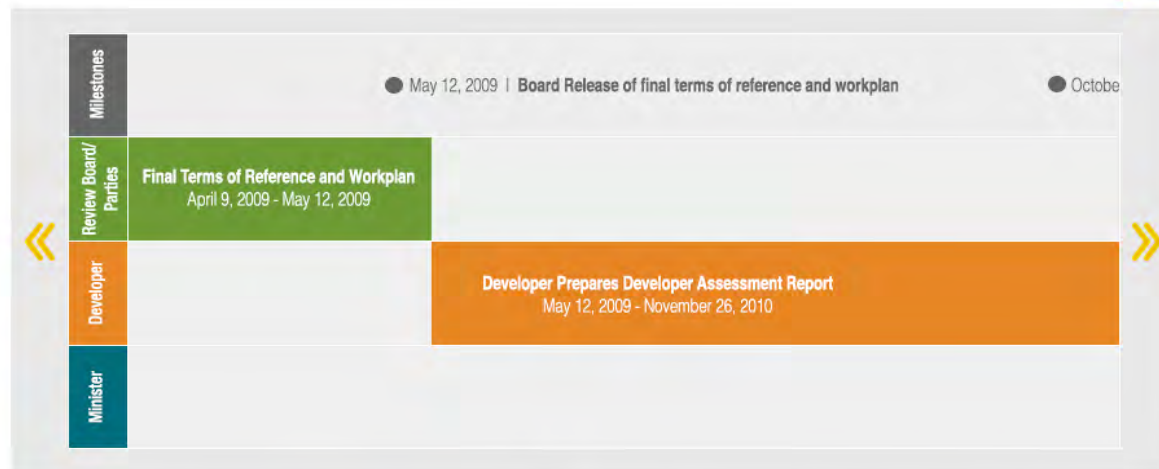 Milestones
May 12, 2009 | Board Release of final terms of reference and workplan
Octobe
Review Board/
Parties
Final Terms of Reference and Workplan
April 9, 2009 - May 12, 2009
Developer
Developer Prepares Developer Assessment Report
May 12, 2009 - November 26, 2010
Minister